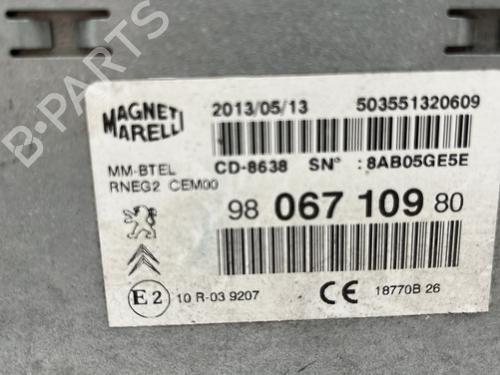 B-PARTS
MAGNETI MARELLI
2013/05/13 503551320609
MM-BTEL CD-8638 SN° : 8AB05GE5E
RNEG2 CEM00
98 067 109 80
E2 10 R-03 9207 CE 18770B 26